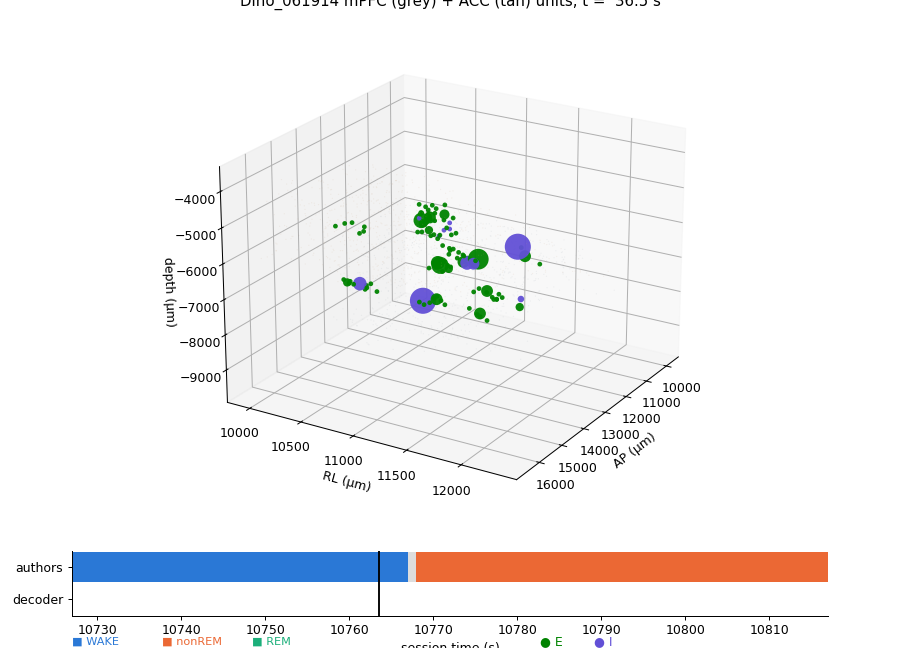 Dino_061914 mPFC (grey) + ACC (tan) units, t = 36.5 s
−4000
−5000
−6000
−7000
−8000
−9000
depth (μm)
10000
10500
11000
11500
12000
RL (μm)
10000
11000
12000
13000
14000
15000
16000
AP (μm)
authors
decoder
10730 10740 10750 10760 10770 10780 10790 10800 10810
session time (s)
WAKE nonREM REM E I